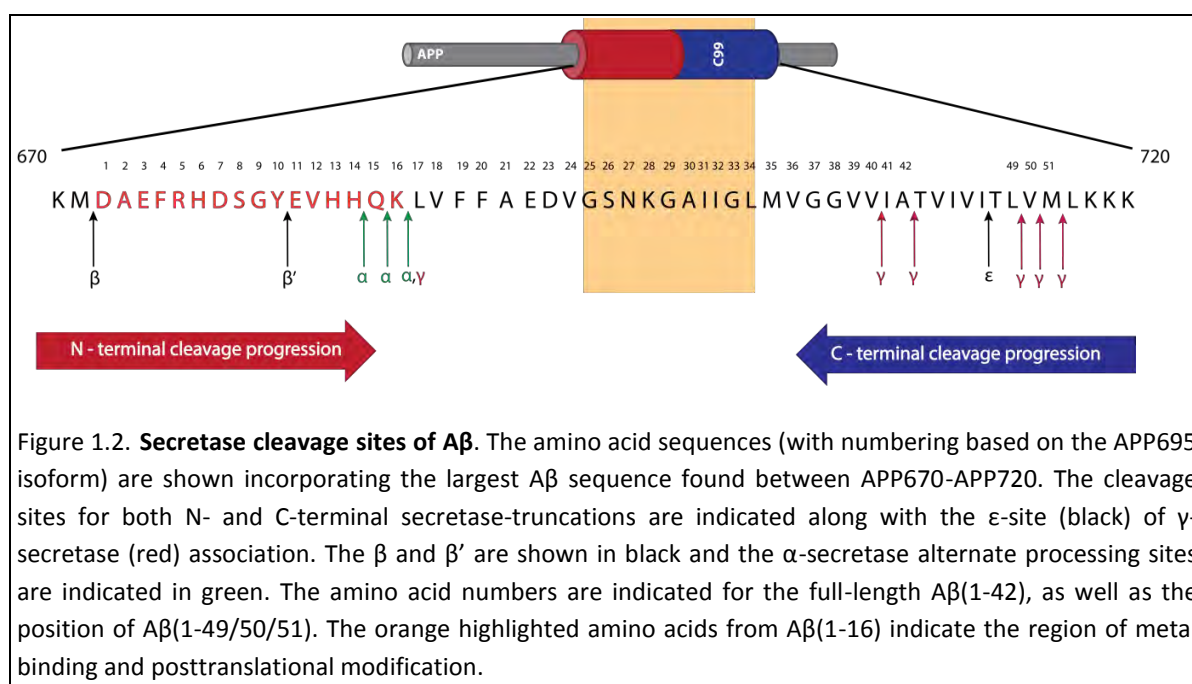 APP
C99
670
720
1 2 3 4 5 6 7 8 9 10 11 12 13 14 15 16 17 18 19 20 21 22 23 24 25 26 27 28 29 30 31 32 33 34 35 36 37 38 39 40 41 42 49 50 51
K M D A E F R H D S G Y E V H H Q K L V F F A E D V G S N K G A I I G L M V G G V V I A T V I V I T L V M L K K K
β β’ α α α,γ γ γ ε γ γ γ
N - terminal cleavage progression
C - terminal cleavage progression
Figure 1.2. Secretase cleavage sites of Aβ. The amino acid sequences (with numbering based on the APP695
isoform) are shown incorporating the largest Aβ sequence found between APP670-APP720. The cleavage
sites for both N- and C-terminal secretase-truncations are indicated along with the ε-site (black) of γ-
secretase (red) association. The β and β’ are shown in black and the α-secretase alternate processing sites
are indicated in green. The amino acid numbers are indicated for the full-length Aβ(1-42), as well as the
position of Aβ(1-49/50/51). The orange highlighted amino acids from Aβ(1-16) indicate the region of meta
binding and posttranslational modification.